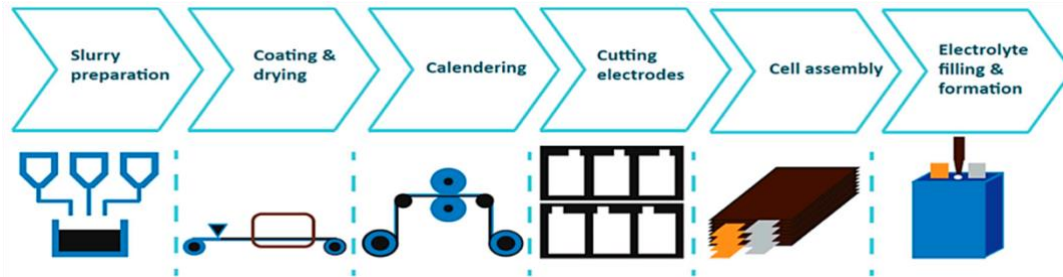 Slurry
preparation
Coating &
drying
Calendering
Cutting
electrodes
Cell assembly
Electrolyte
filling &
formation